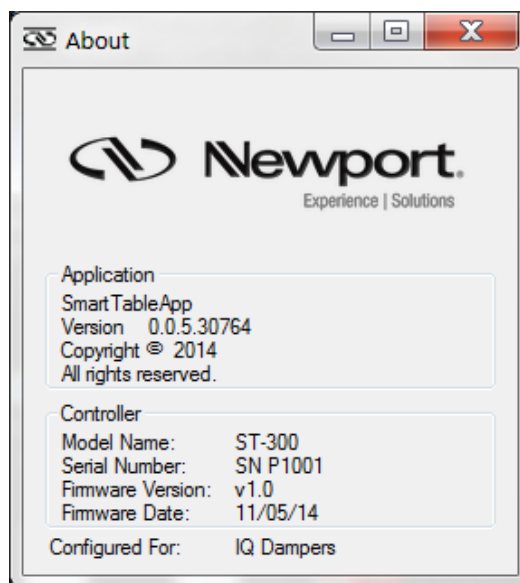 About
Newport.
Experience | Solutions
Application
SmartTableApp
Version 0.0.5.30764
Copyright © 2014
All rights reserved.
Controller
Model Name: ST-300
Serial Number: SN P1001
Firmware Version: v1.0
Firmware Date: 11/05/14
Configured For: IQ Dampers